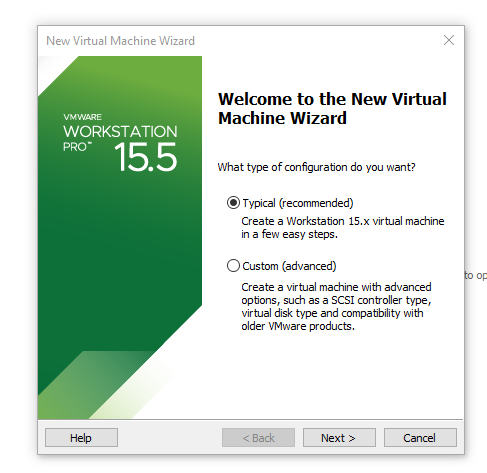 New Virtual Machine Wizard
VMWARE
WORKSTATION
PRO™ 15.5
Welcome to the New Virtual
Machine Wizard
What type of configuration do you want?
Typical (recommended)
Create a Workstation 15.x virtual machine
in a few easy steps.
Custom (advanced)
Create a virtual machine with advanced
options, such as a SCSI controller type,
virtual disk type and compatibility with
older VMware products.
to op
Help
< Back
Next >
Cancel